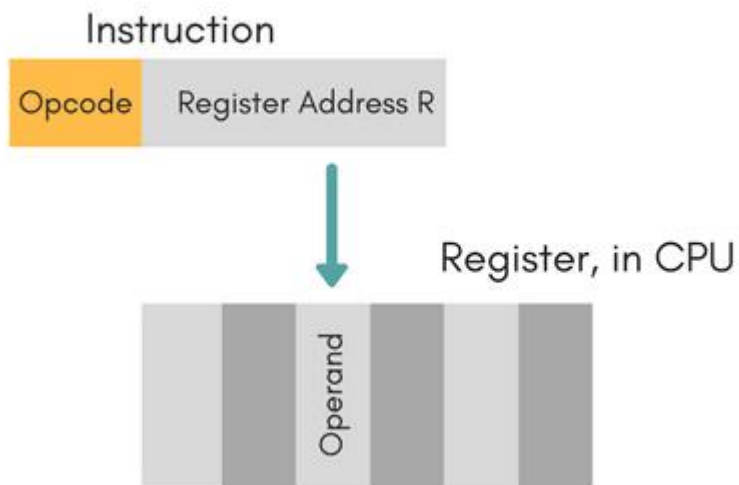 Instruction
Opcode Register Address R
Register, in CPU
Operand